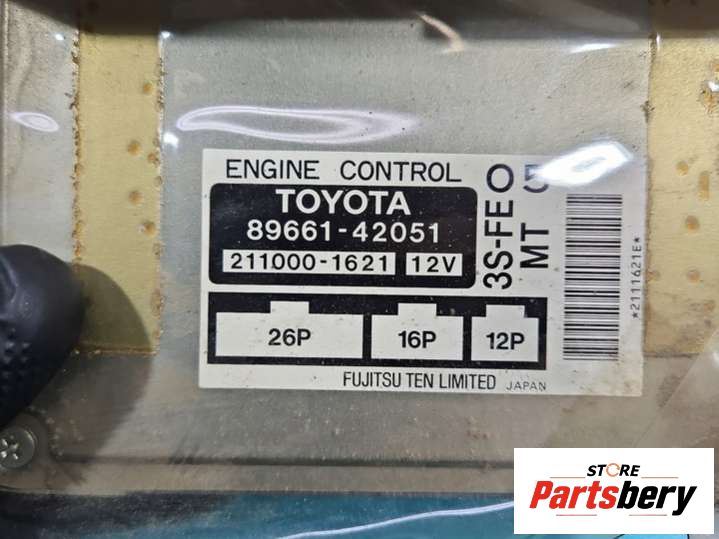 ENGINE CONTROL
TOYOTA
89661-42051
211000-1621 12V
3S-FE
MT
05
26P 16P 12P
FUJITSU TEN LIMITED JAPAN
*2111621E*
STORE
Partsbery